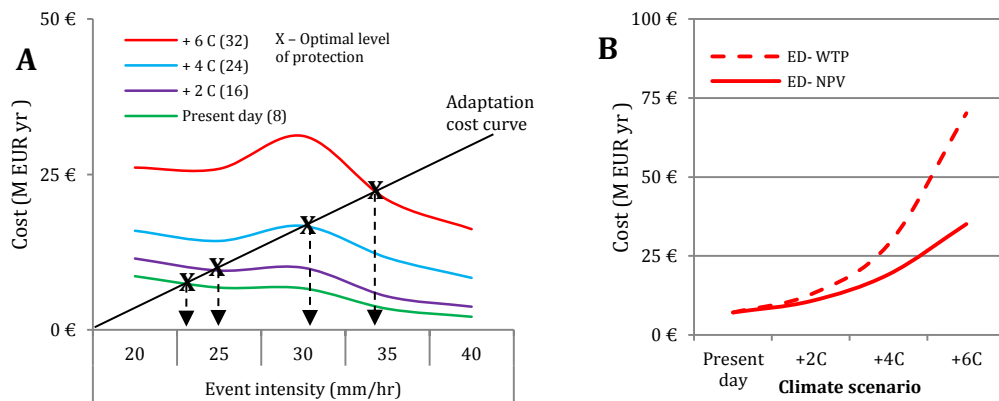 A
50 €
25 €
0 €
Cost (M EUR yr )
+ 6 C (32)
+ 4 C (24)
+ 2 C (16)
Present day (8)
X – Optimal level
of protection
Adaptation
cost curve
X
X
X
X
20 25 30 35 40
Event intensity (mm/hr)
B
100 €
75 €
50 €
25 €
0 €
Cost (M EUR yr )
ED- WTP
ED- NPV
Present
day
+2C +4C +6C
Climate scenario